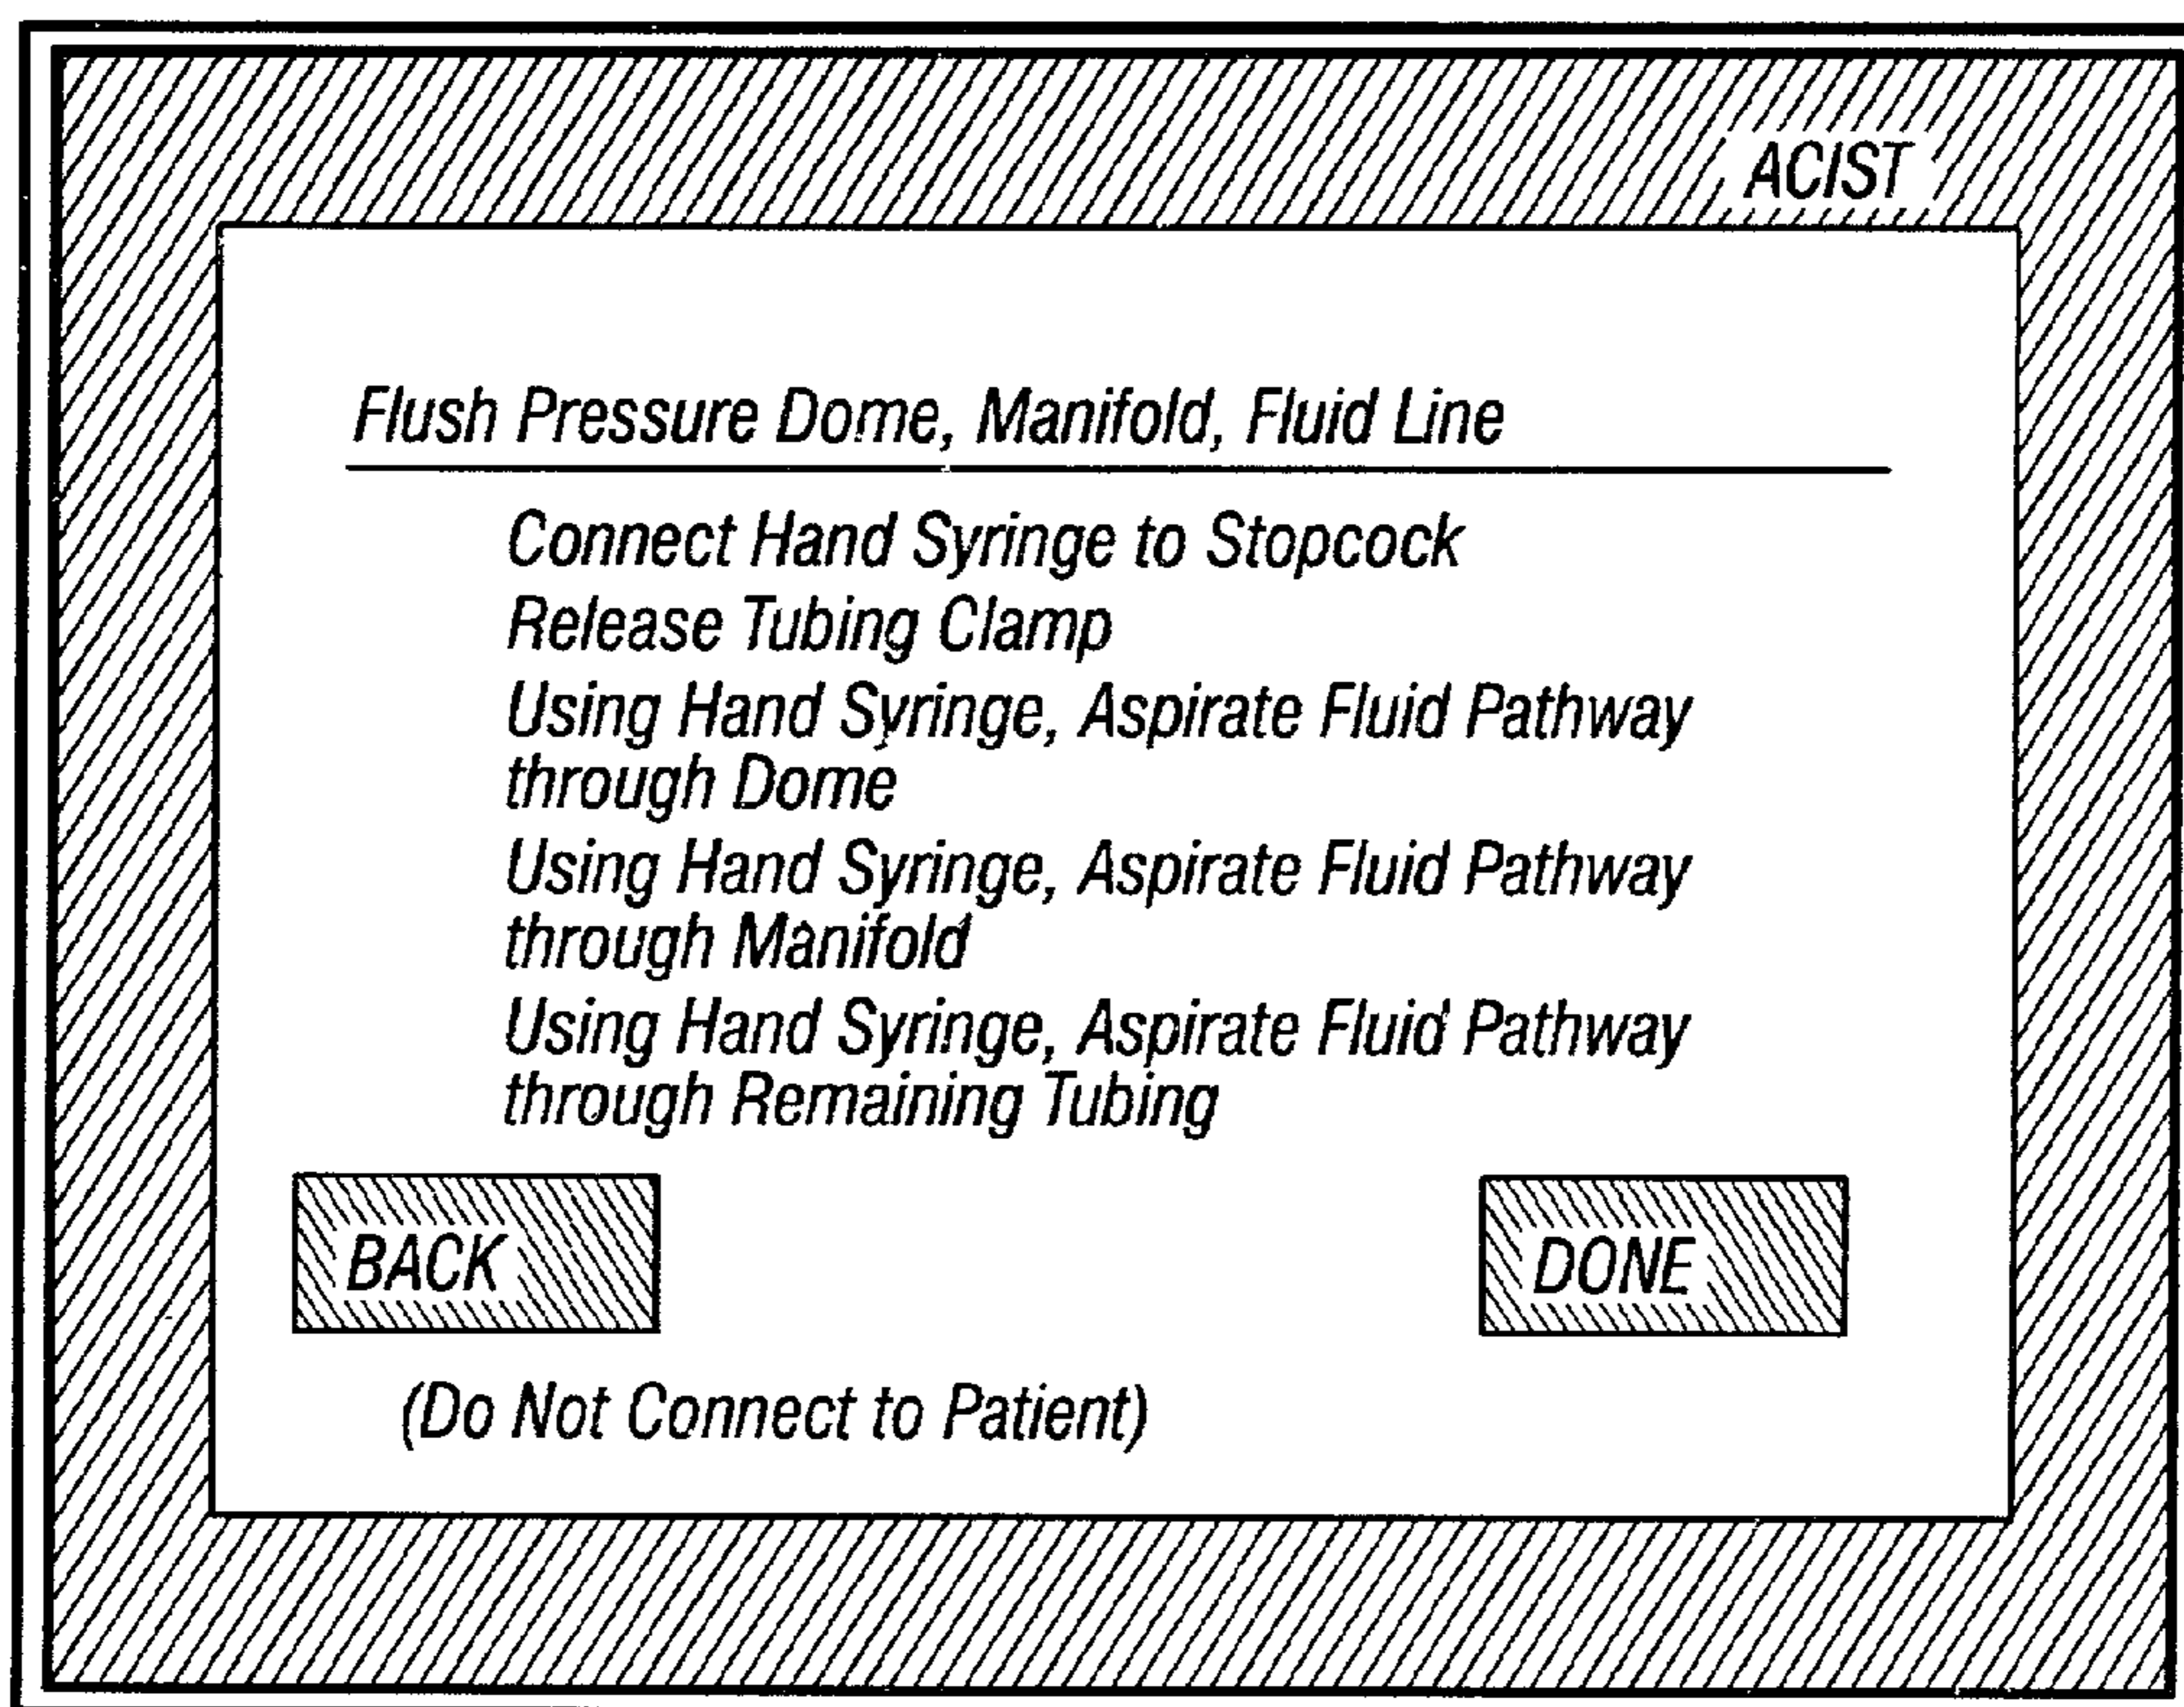 ACIST
Flush Pressure Dome, Manifold, Fluid Line
Connect Hand Syringe to Stopcock
Release Tubing Clamp
Using Hand Syringe, Aspirate Fluid Pathway
through Dome
Using Hand Syringe, Aspirate Fluid Pathway
through Manifold
Using Hand Syringe, Aspirate Fluid Pathway
through Remaining Tubing
BACK
DONE
(Do Not Connect to Patient)